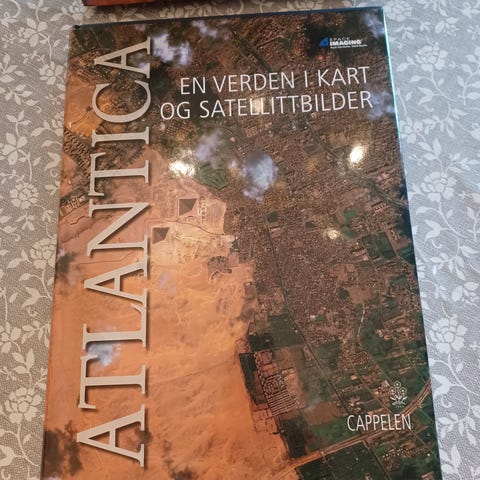 SPACE
IMAGING
EN VERDEN I KART
OG SATELLITTBILDER
ATLANTICA
CAPPELEN